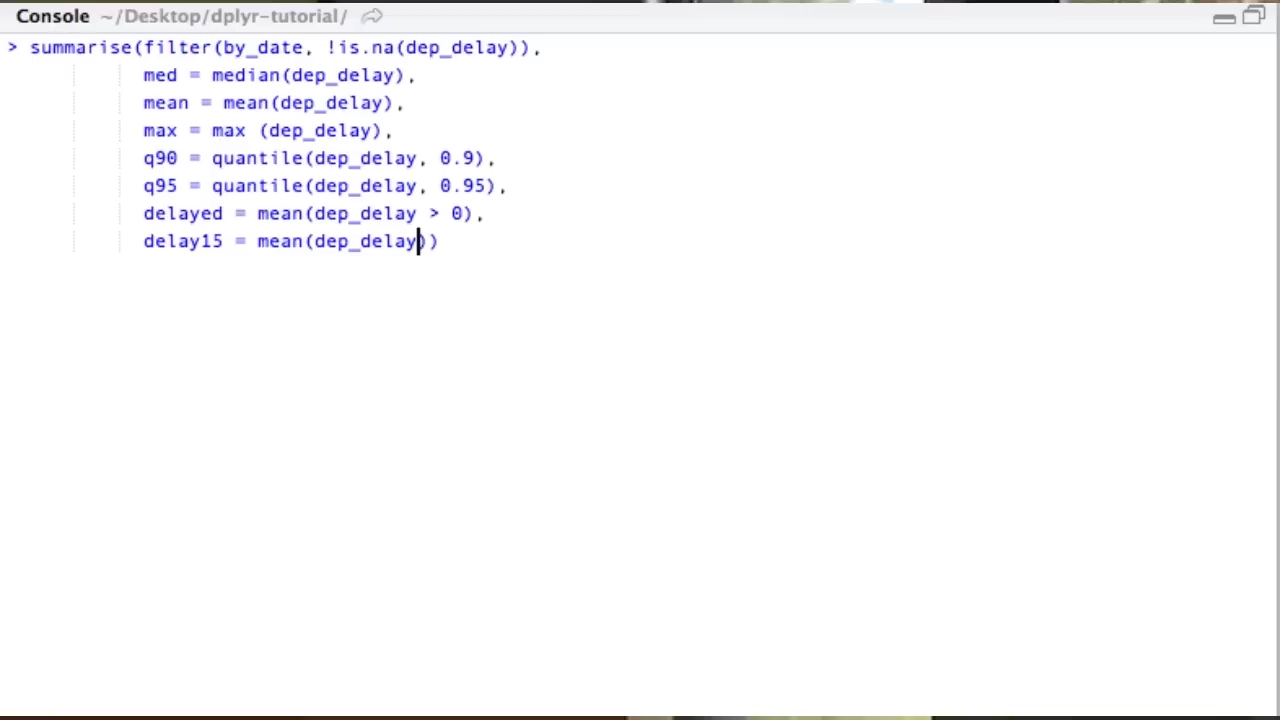 Console ~/Desktop/dplyr-tutorial/
> summarise(filter(by_date, !is.na(dep_delay)),
med = median(dep_delay),
mean = mean(dep_delay),
max = max (dep_delay),
q90 = quantile(dep_delay, 0.9),
q95 = quantile(dep_delay, 0.95),
delayed = mean(dep_delay > 0),
delay15 = mean(dep_delay))